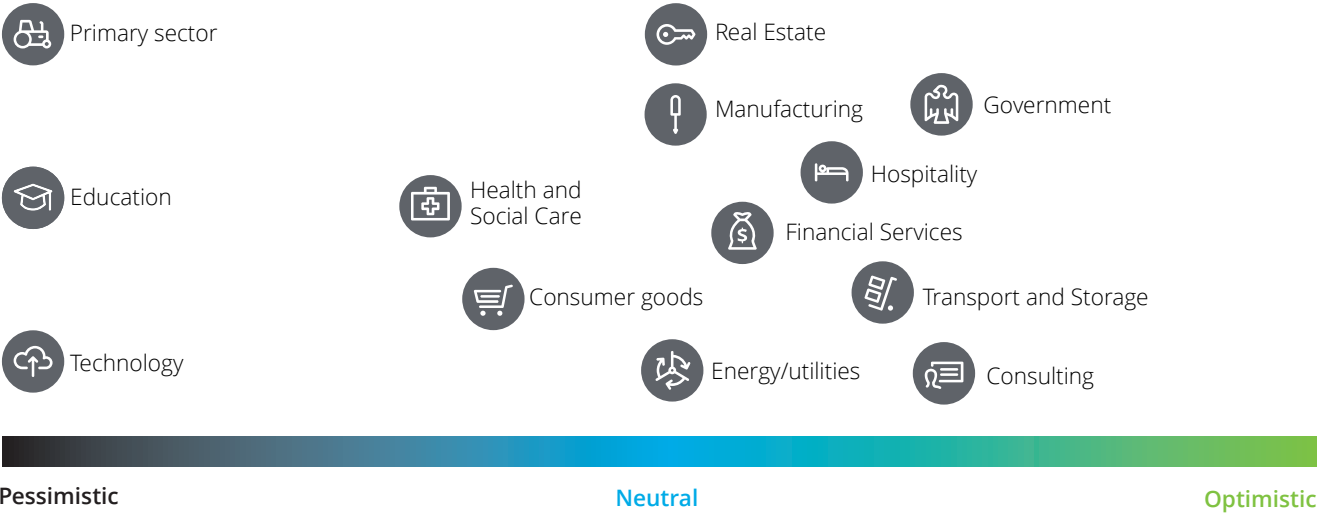 Primary sector
Real Estate
Manufacturing
Government
Hospitality
Education
Health and
Social Care
Financial Services
Consumer goods
Transport and Storage
Technology
Energy/utilities
Consulting
Pessimistic
Neutral
Optimistic